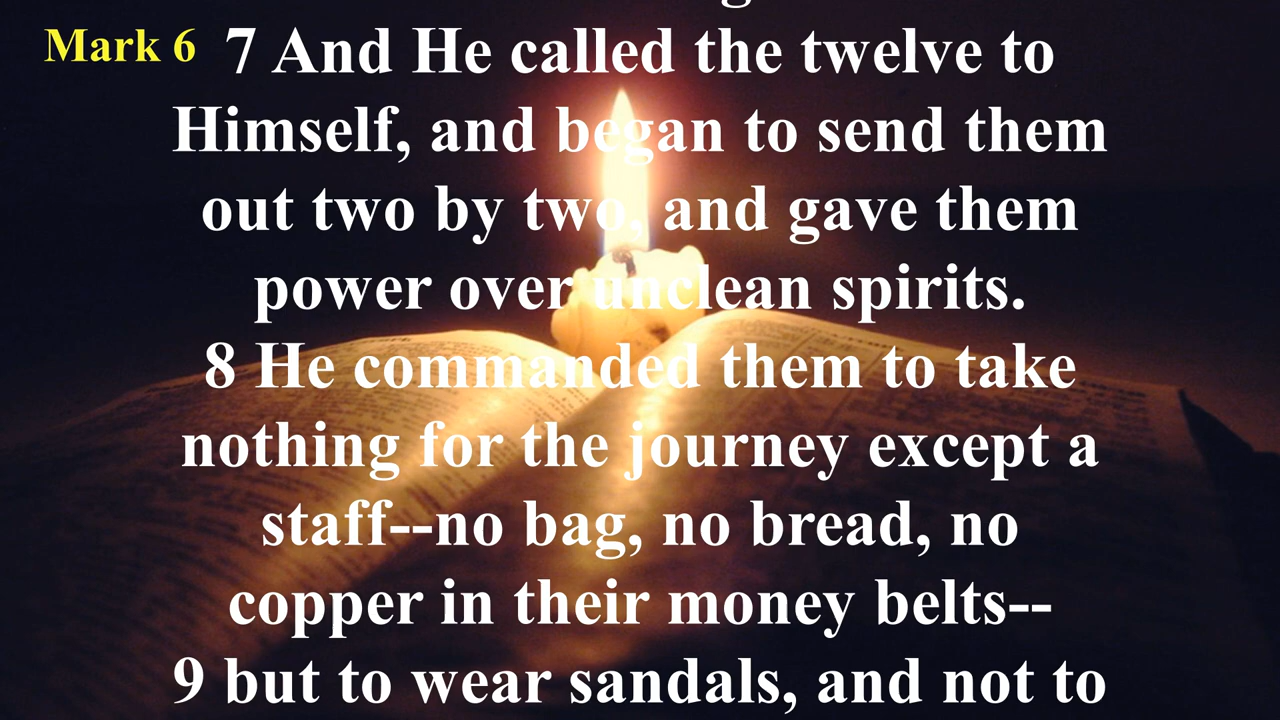 Mark 6
7 And He called the twelve to
Himself, and began to send them
out two by two, and gave them
power over unclean spirits.
8 He commanded them to take
nothing for the journey except a
staff--no bag, no bread, no
copper in their money belts--
9 but to wear sandals, and not to